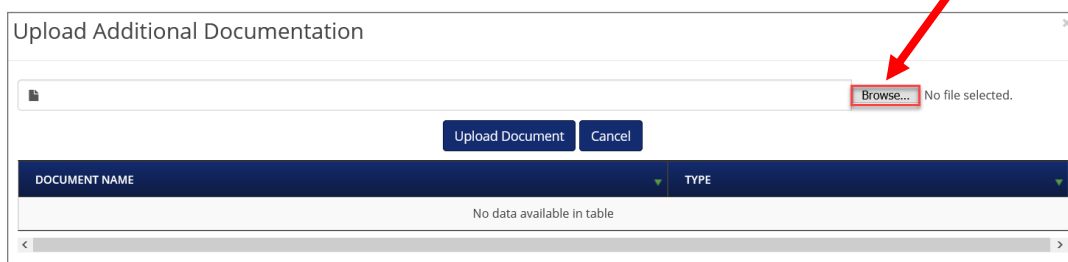 Upload Additional Documentation
Browse... No file selected.
Upload Document Cancel
DOCUMENT NAME TYPE
No data available in table